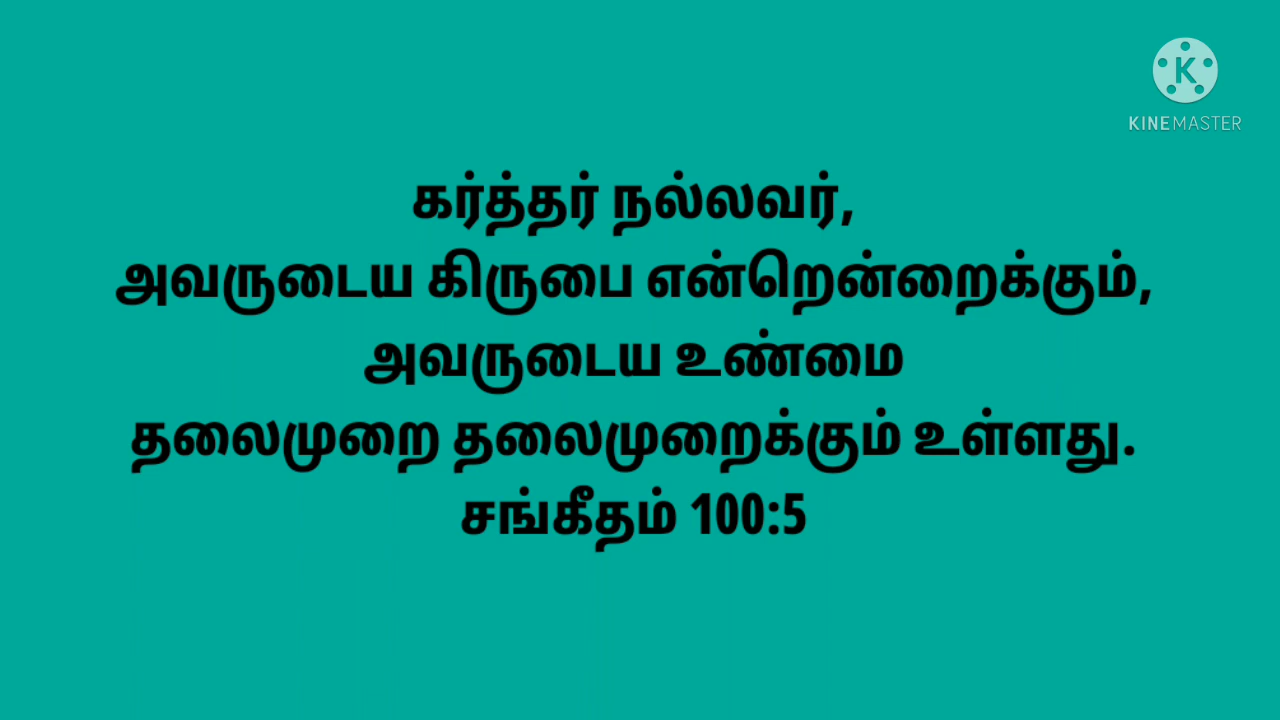 KINEMASTER
கர்த்தர் நல்லவர்,
அவருடைய கிருபை என்றென்றைக்கும்,
அவருடைய உண்மை
தலைமுறை தலைமுறைக்கும் உள்ளது.
சங்கீதம் 100:5